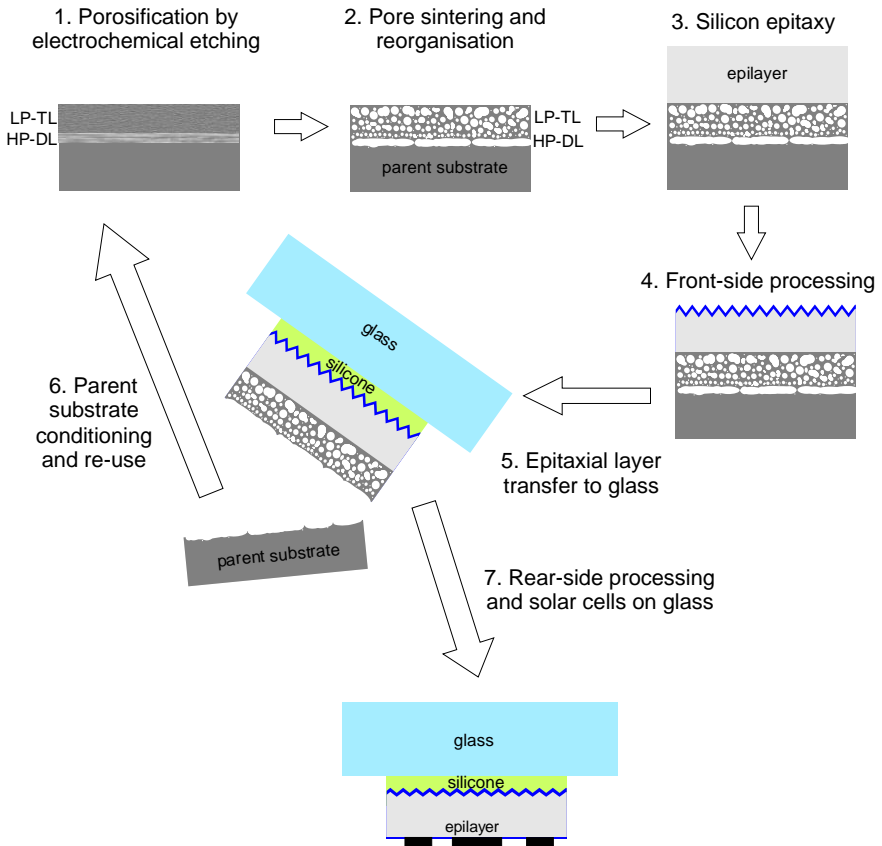 1. Porosification by
electrochemical etching
LP-TL
HP-DL
2. Pore sintering and
reorganisation
LP-TL
HP-DL
parent substrate
3. Silicon epitaxy
epilayer
4. Front-side processing
glass
silicone
5. Epitaxial layer
transfer to glass
6. Parent
substrate
conditioning
and re-use
parent substrate
7. Rear-side processing
and solar cells on glass
glass
silicone
epilayer